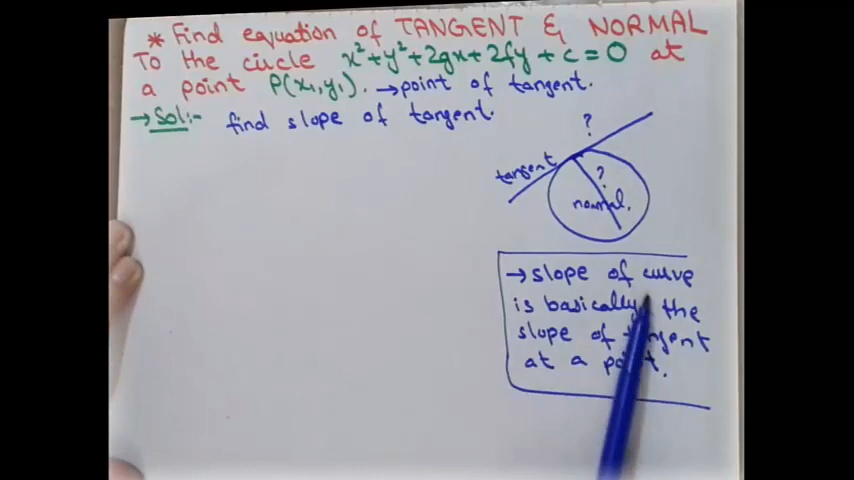 * Find equation of TANGENT & NORMAL
To the circle x²+y²+2gx+2fy+c=0 at
a point P(x₁,y₁). →point of tangent.
→Sol:- find slope of tangent.
?
tangent
?
normal.
→slope of curve
is basically the
slope of tangent
at a point.